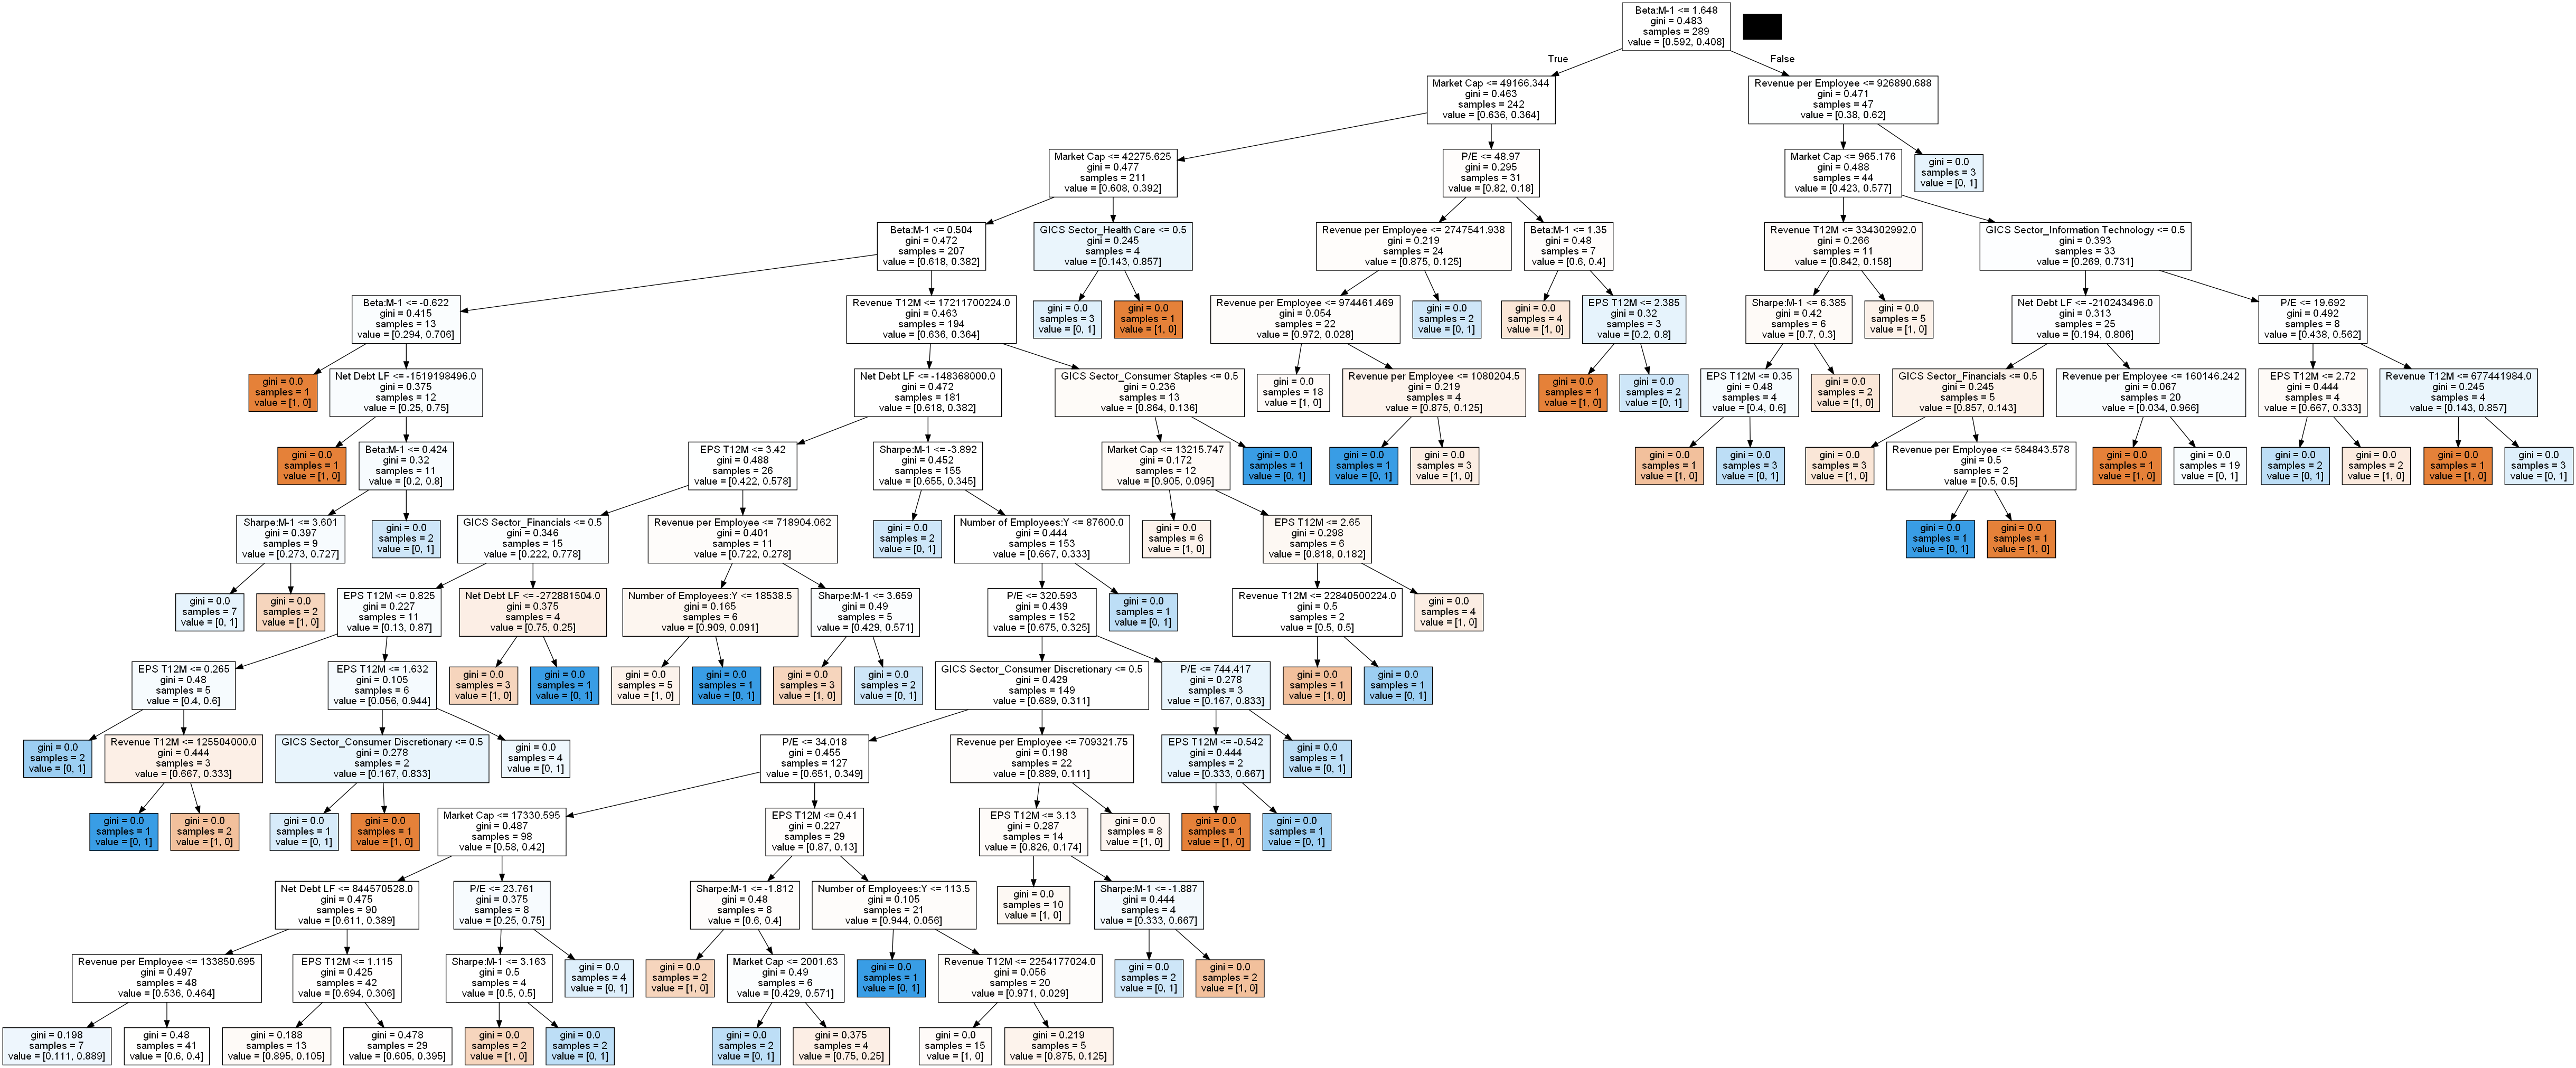 Beta:M-1 <= 1.648
gini = 0.483
samples = 289
value = [0.592, 0.408]
True
False
Market Cap <= 49166.344
gini = 0.463
samples = 242
value = [0.636, 0.364]
Revenue per Employee <= 926890.688
gini = 0.471
samples = 47
value = [0.38, 0.62]
Market Cap <= 42275.625
gini = 0.477
samples = 211
value = [0.608, 0.392]
P/E <= 48.97
gini = 0.295
samples = 31
value = [0.82, 0.18]
Market Cap <= 965.176
gini = 0.488
samples = 44
value = [0.423, 0.577]
gini = 0.0
samples = 3
value = [0, 1]
Beta:M-1 <= 0.504
gini = 0.472
samples = 207
value = [0.618, 0.382]
GICS Sector_Health Care <= 0.5
gini = 0.245
samples = 4
value = [0.143, 0.857]
Revenue per Employee <= 2747541.938
gini = 0.219
samples = 24
value = [0.875, 0.125]
Beta:M-1 <= 1.35
gini = 0.48
samples = 7
value = [0.6, 0.4]
Revenue T12M <= 334302992.0
gini = 0.266
samples = 11
value = [0.842, 0.158]
GICS Sector_Information Technology <= 0.5
gini = 0.393
samples = 33
value = [0.269, 0.731]
Beta:M-1 <= -0.622
gini = 0.415
samples = 13
value = [0.294, 0.706]
Revenue T12M <= 17211700224.0
gini = 0.463
samples = 194
value = [0.636, 0.364]
gini = 0.0
samples = 3
value = [0, 1]
gini = 0.0
samples = 1
value = [1, 0]
Revenue per Employee <= 974461.469
gini = 0.054
samples = 22
value = [0.972, 0.028]
gini = 0.0
samples = 2
value = [0, 1]
gini = 0.0
samples = 4
value = [1, 0]
EPS T12M <= 2.385
gini = 0.32
samples = 3
value = [0.2, 0.8]
Sharpe:M-1 <= 6.385
gini = 0.42
samples = 6
value = [0.7, 0.3]
gini = 0.0
samples = 5
value = [1, 0]
Net Debt LF <= -210243496.0
gini = 0.313
samples = 25
value = [0.194, 0.806]
P/E <= 19.692
gini = 0.492
samples = 8
value = [0.438, 0.562]
gini = 0.0
samples = 1
value = [1, 0]
Net Debt LF <= -1519198496.0
gini = 0.375
samples = 12
value = [0.25, 0.75]
Net Debt LF <= -148368000.0
gini = 0.472
samples = 181
value = [0.618, 0.382]
GICS Sector_Consumer Staples <= 0.5
gini = 0.236
samples = 13
value = [0.864, 0.136]
gini = 0.0
samples = 18
value = [1, 0]
Revenue per Employee <= 1080204.5
gini = 0.219
samples = 4
value = [0.875, 0.125]
gini = 0.0
samples = 1
value = [1, 0]
gini = 0.0
samples = 2
value = [0, 1]
EPS T12M <= 0.35
gini = 0.48
samples = 4
value = [0.4, 0.6]
gini = 0.0
samples = 2
value = [1, 0]
GICS Sector_Financials <= 0.5
gini = 0.245
samples = 5
value = [0.857, 0.143]
Revenue per Employee <= 160146.242
gini = 0.067
samples = 20
value = [0.034, 0.966]
EPS T12M <= 2.72
gini = 0.444
samples = 4
value = [0.667, 0.333]
Revenue T12M <= 677441984.0
gini = 0.245
samples = 4
value = [0.143, 0.857]
gini = 0.0
samples = 1
value = [1, 0]
Beta:M-1 <= 0.424
gini = 0.32
samples = 11
value = [0.2, 0.8]
EPS T12M <= 3.42
gini = 0.488
samples = 26
value = [0.422, 0.578]
Sharpe:M-1 <= -3.892
gini = 0.452
samples = 155
value = [0.655, 0.345]
Market Cap <= 13215.747
gini = 0.172
samples = 12
value = [0.905, 0.095]
gini = 0.0
samples = 1
value = [0, 1]
gini = 0.0
samples = 1
value = [0, 1]
gini = 0.0
samples = 3
value = [1, 0]
gini = 0.0
samples = 1
value = [1, 0]
gini = 0.0
samples = 3
value = [0, 1]
gini = 0.0
samples = 3
value = [1, 0]
Revenue per Employee <= 584843.578
gini = 0.5
samples = 2
value = [0.5, 0.5]
gini = 0.0
samples = 1
value = [1, 0]
gini = 0.0
samples = 19
value = [0, 1]
gini = 0.0
samples = 2
value = [0, 1]
gini = 0.0
samples = 2
value = [1, 0]
gini = 0.0
samples = 1
value = [1, 0]
gini = 0.0
samples = 3
value = [0, 1]
Sharpe:M-1 <= 3.601
gini = 0.397
samples = 9
value = [0.273, 0.727]
gini = 0.0
samples = 2
value = [0, 1]
GICS Sector_Financials <= 0.5
gini = 0.346
samples = 15
value = [0.222, 0.778]
Revenue per Employee <= 718904.062
gini = 0.401
samples = 11
value = [0.722, 0.278]
gini = 0.0
samples = 2
value = [0, 1]
Number of Employees:Y <= 87600.0
gini = 0.444
samples = 153
value = [0.667, 0.333]
gini = 0.0
samples = 6
value = [1, 0]
EPS T12M <= 2.65
gini = 0.298
samples = 6
value = [0.818, 0.182]
gini = 0.0
samples = 1
value = [0, 1]
gini = 0.0
samples = 1
value = [1, 0]
gini = 0.0
samples = 7
value = [0, 1]
gini = 0.0
samples = 2
value = [1, 0]
EPS T12M <= 0.825
gini = 0.227
samples = 11
value = [0.13, 0.87]
Net Debt LF <= -272881504.0
gini = 0.375
samples = 4
value = [0.75, 0.25]
Number of Employees:Y <= 18538.5
gini = 0.165
samples = 6
value = [0.909, 0.091]
Sharpe:M-1 <= 3.659
gini = 0.49
samples = 5
value = [0.429, 0.571]
P/E <= 320.593
gini = 0.439
samples = 152
value = [0.675, 0.325]
gini = 0.0
samples = 1
value = [0, 1]
Revenue T12M <= 22840500224.0
gini = 0.5
samples = 2
value = [0.5, 0.5]
gini = 0.0
samples = 4
value = [1, 0]
EPS T12M <= 0.265
gini = 0.48
samples = 5
value = [0.4, 0.6]
EPS T12M <= 1.632
gini = 0.105
samples = 6
value = [0.056, 0.944]
gini = 0.0
samples = 3
value = [1, 0]
gini = 0.0
samples = 1
value = [0, 1]
gini = 0.0
samples = 5
value = [1, 0]
gini = 0.0
samples = 1
value = [0, 1]
gini = 0.0
samples = 3
value = [1, 0]
gini = 0.0
samples = 2
value = [0, 1]
GICS Sector_Consumer Discretionary <= 0.5
gini = 0.429
samples = 149
value = [0.689, 0.311]
P/E <= 744.417
gini = 0.278
samples = 3
value = [0.167, 0.833]
gini = 0.0
samples = 1
value = [1, 0]
gini = 0.0
samples = 1
value = [0, 1]
gini = 0.0
samples = 2
value = [0, 1]
Revenue T12M <= 125504000.0
gini = 0.444
samples = 3
value = [0.667, 0.333]
GICS Sector_Consumer Discretionary <= 0.5
gini = 0.278
samples = 2
value = [0.167, 0.833]
gini = 0.0
samples = 4
value = [0, 1]
P/E <= 34.018
gini = 0.455
samples = 127
value = [0.651, 0.349]
Revenue per Employee <= 709321.75
gini = 0.198
samples = 22
value = [0.889, 0.111]
EPS T12M <= -0.542
gini = 0.444
samples = 2
value = [0.333, 0.667]
gini = 0.0
samples = 1
value = [0, 1]
gini = 0.0
samples = 1
value = [0, 1]
gini = 0.0
samples = 2
value = [1, 0]
gini = 0.0
samples = 1
value = [0, 1]
gini = 0.0
samples = 1
value = [1, 0]
Market Cap <= 17330.595
gini = 0.487
samples = 98
value = [0.58, 0.42]
EPS T12M <= 0.41
gini = 0.227
samples = 29
value = [0.87, 0.13]
EPS T12M <= 3.13
gini = 0.287
samples = 14
value = [0.826, 0.174]
gini = 0.0
samples = 8
value = [1, 0]
gini = 0.0
samples = 1
value = [1, 0]
gini = 0.0
samples = 1
value = [0, 1]
Net Debt LF <= 844570528.0
gini = 0.475
samples = 90
value = [0.611, 0.389]
P/E <= 23.761
gini = 0.375
samples = 8
value = [0.25, 0.75]
Sharpe:M-1 <= -1.812
gini = 0.48
samples = 8
value = [0.6, 0.4]
Number of Employees:Y <= 113.5
gini = 0.105
samples = 21
value = [0.944, 0.056]
gini = 0.0
samples = 10
value = [1, 0]
Sharpe:M-1 <= -1.887
gini = 0.444
samples = 4
value = [0.333, 0.667]
Revenue per Employee <= 133850.695
gini = 0.497
samples = 48
value = [0.536, 0.464]
EPS T12M <= 1.115
gini = 0.425
samples = 42
value = [0.694, 0.306]
Sharpe:M-1 <= 3.163
gini = 0.5
samples = 4
value = [0.5, 0.5]
gini = 0.0
samples = 4
value = [0, 1]
gini = 0.0
samples = 2
value = [1, 0]
Market Cap <= 2001.63
gini = 0.49
samples = 6
value = [0.429, 0.571]
gini = 0.0
samples = 1
value = [0, 1]
Revenue T12M <= 2254177024.0
gini = 0.056
samples = 20
value = [0.971, 0.029]
gini = 0.0
samples = 2
value = [0, 1]
gini = 0.0
samples = 2
value = [1, 0]
gini = 0.198
samples = 7
value = [0.111, 0.889]
gini = 0.48
samples = 41
value = [0.6, 0.4]
gini = 0.188
samples = 13
value = [0.895, 0.105]
gini = 0.478
samples = 29
value = [0.605, 0.395]
gini = 0.0
samples = 2
value = [1, 0]
gini = 0.0
samples = 2
value = [0, 1]
gini = 0.0
samples = 2
value = [0, 1]
gini = 0.375
samples = 4
value = [0.75, 0.25]
gini = 0.0
samples = 15
value = [1, 0]
gini = 0.219
samples = 5
value = [0.875, 0.125]